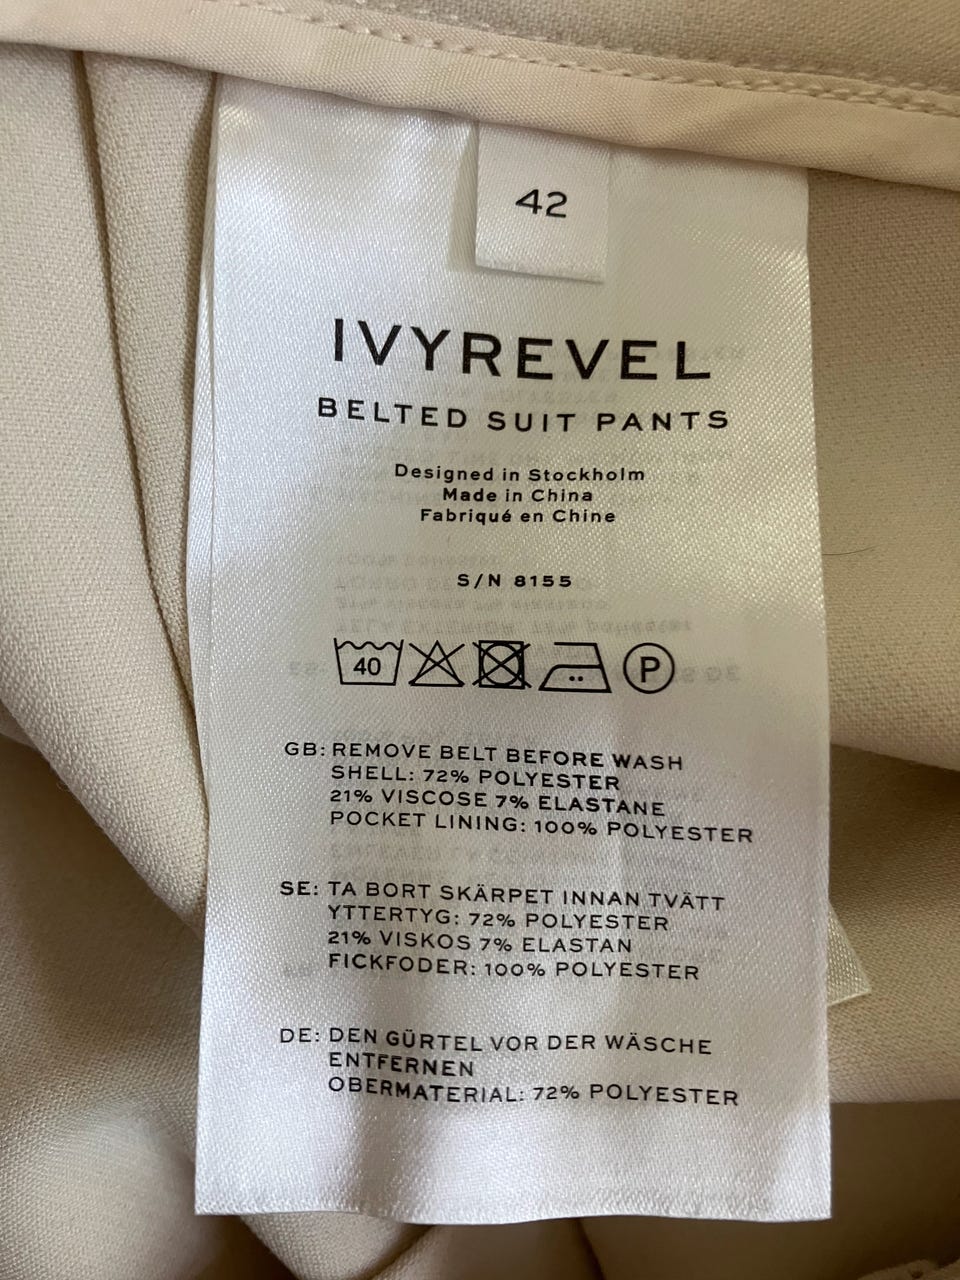 42
IVYREVEL
BELTED SUIT PANTS
Designed in Stockholm
Made in China
Fabriqué en Chine
S/N 8155
40 P
GB: REMOVE BELT BEFORE WASH
SHELL: 72% POLYESTER
21% VISCOSE 7% ELASTANE
POCKET LINING: 100% POLYESTER
SE: TA BORT SKÄRPET INNAN TVÄTT
YTTERTYG: 72% POLYESTER
21% VISKOS 7% ELASTAN
FICKFODER: 100% POLYESTER
DE: DEN GÜRTEL VOR DER WÄSCHE
ENTFERNEN
OBERMATERIAL: 72% POLYESTER